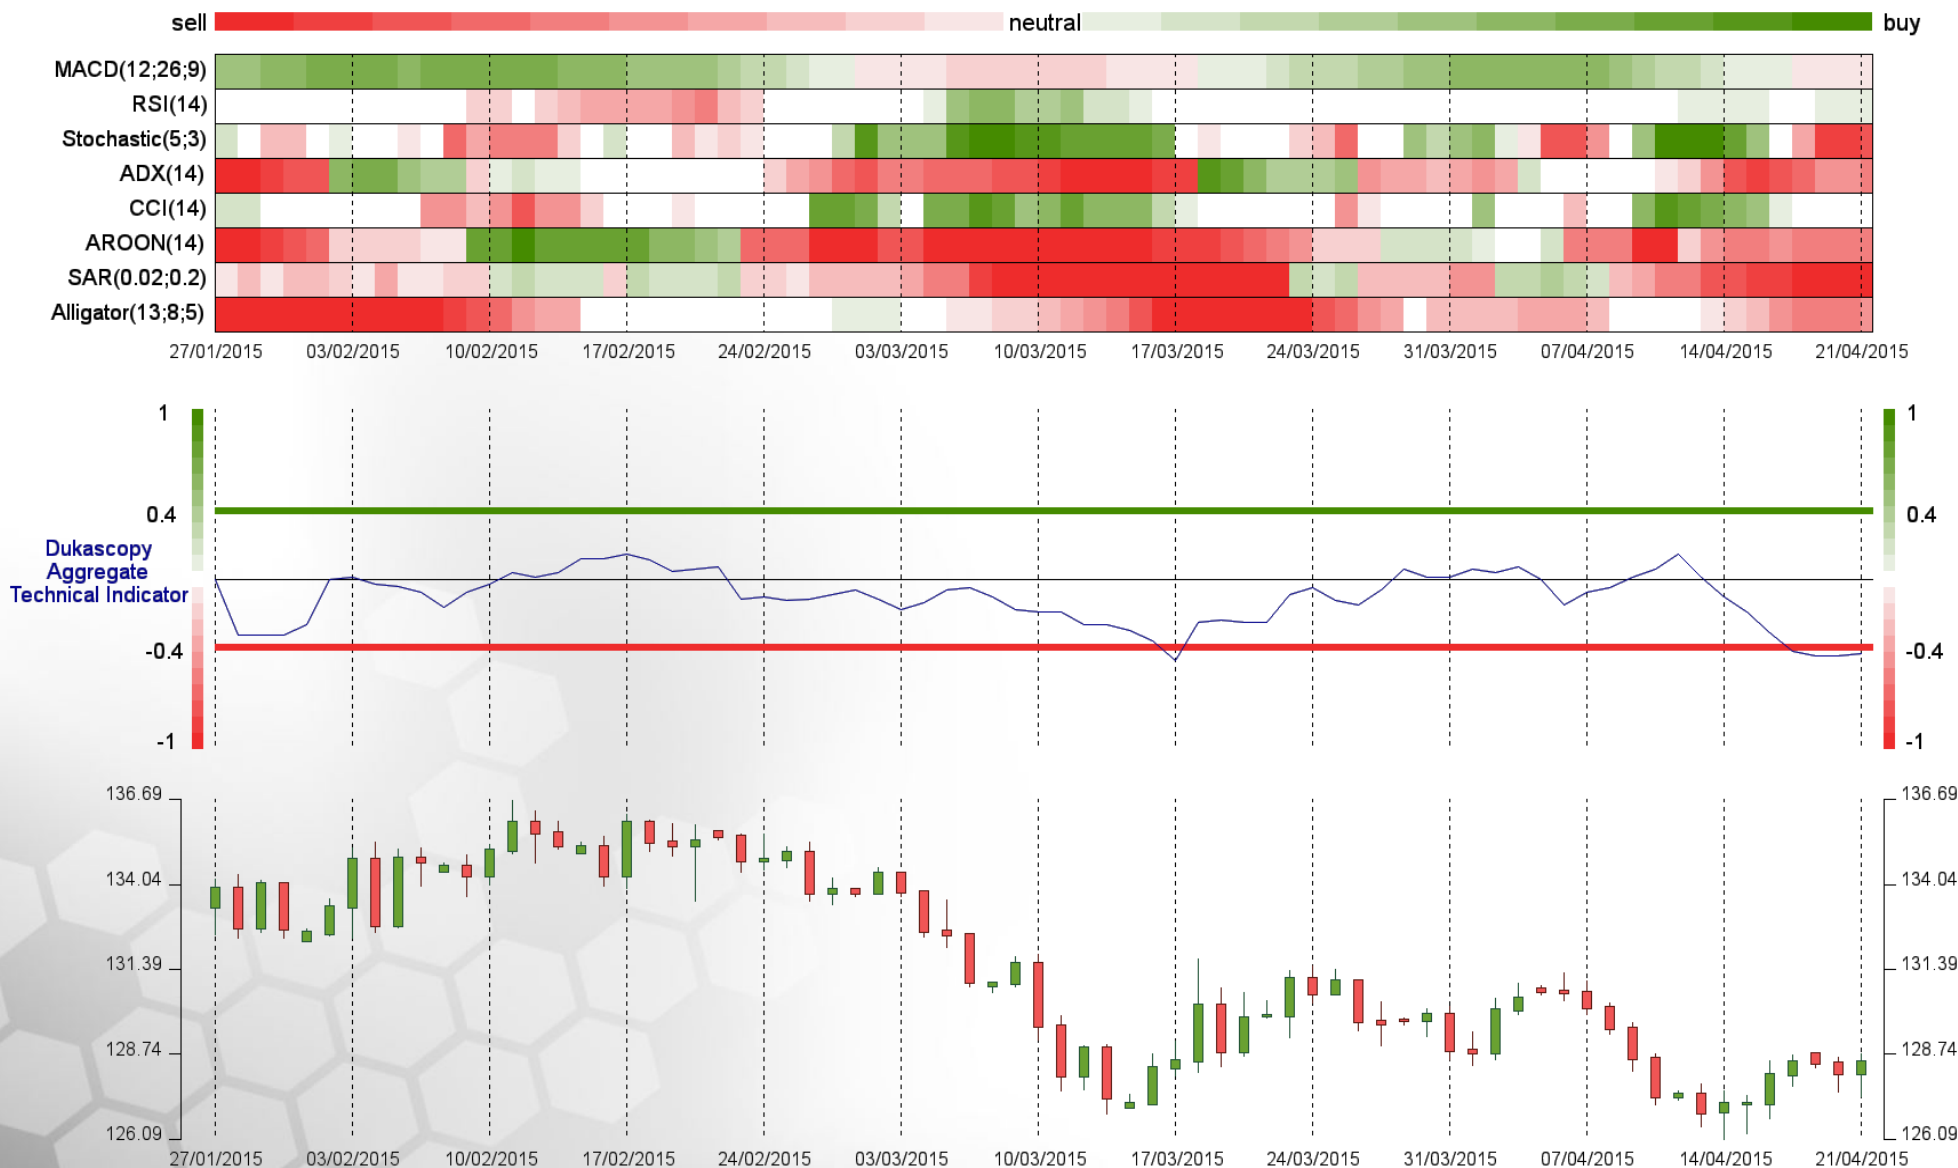 sell neutral buy
MACD(12;26;9)
RSI(14)
Stochastic(5;3)
ADX(14)
CCI(14)
AROON(14)
SAR(0.02;0.2)
Alligator(13;8;5)
27/01/2015 03/02/2015 10/02/2015 17/02/2015 24/02/2015 03/03/2015 10/03/2015 17/03/2015 24/03/2015 31/03/2015 07/04/2015 14/04/2015 21/04/2015
1 1
0.4 0.4
Dukascopy
Aggregate
Technical Indicator
-0.4 -0.4
-1 -1
136.69 136.69
134.04 134.04
131.39 131.39
128.74 128.74
126.09 126.09
27/01/2015 03/02/2015 10/02/2015 17/02/2015 24/02/2015 03/03/2015 10/03/2015 17/03/2015 24/03/2015 31/03/2015 07/04/2015 14/04/2015 21/04/2015